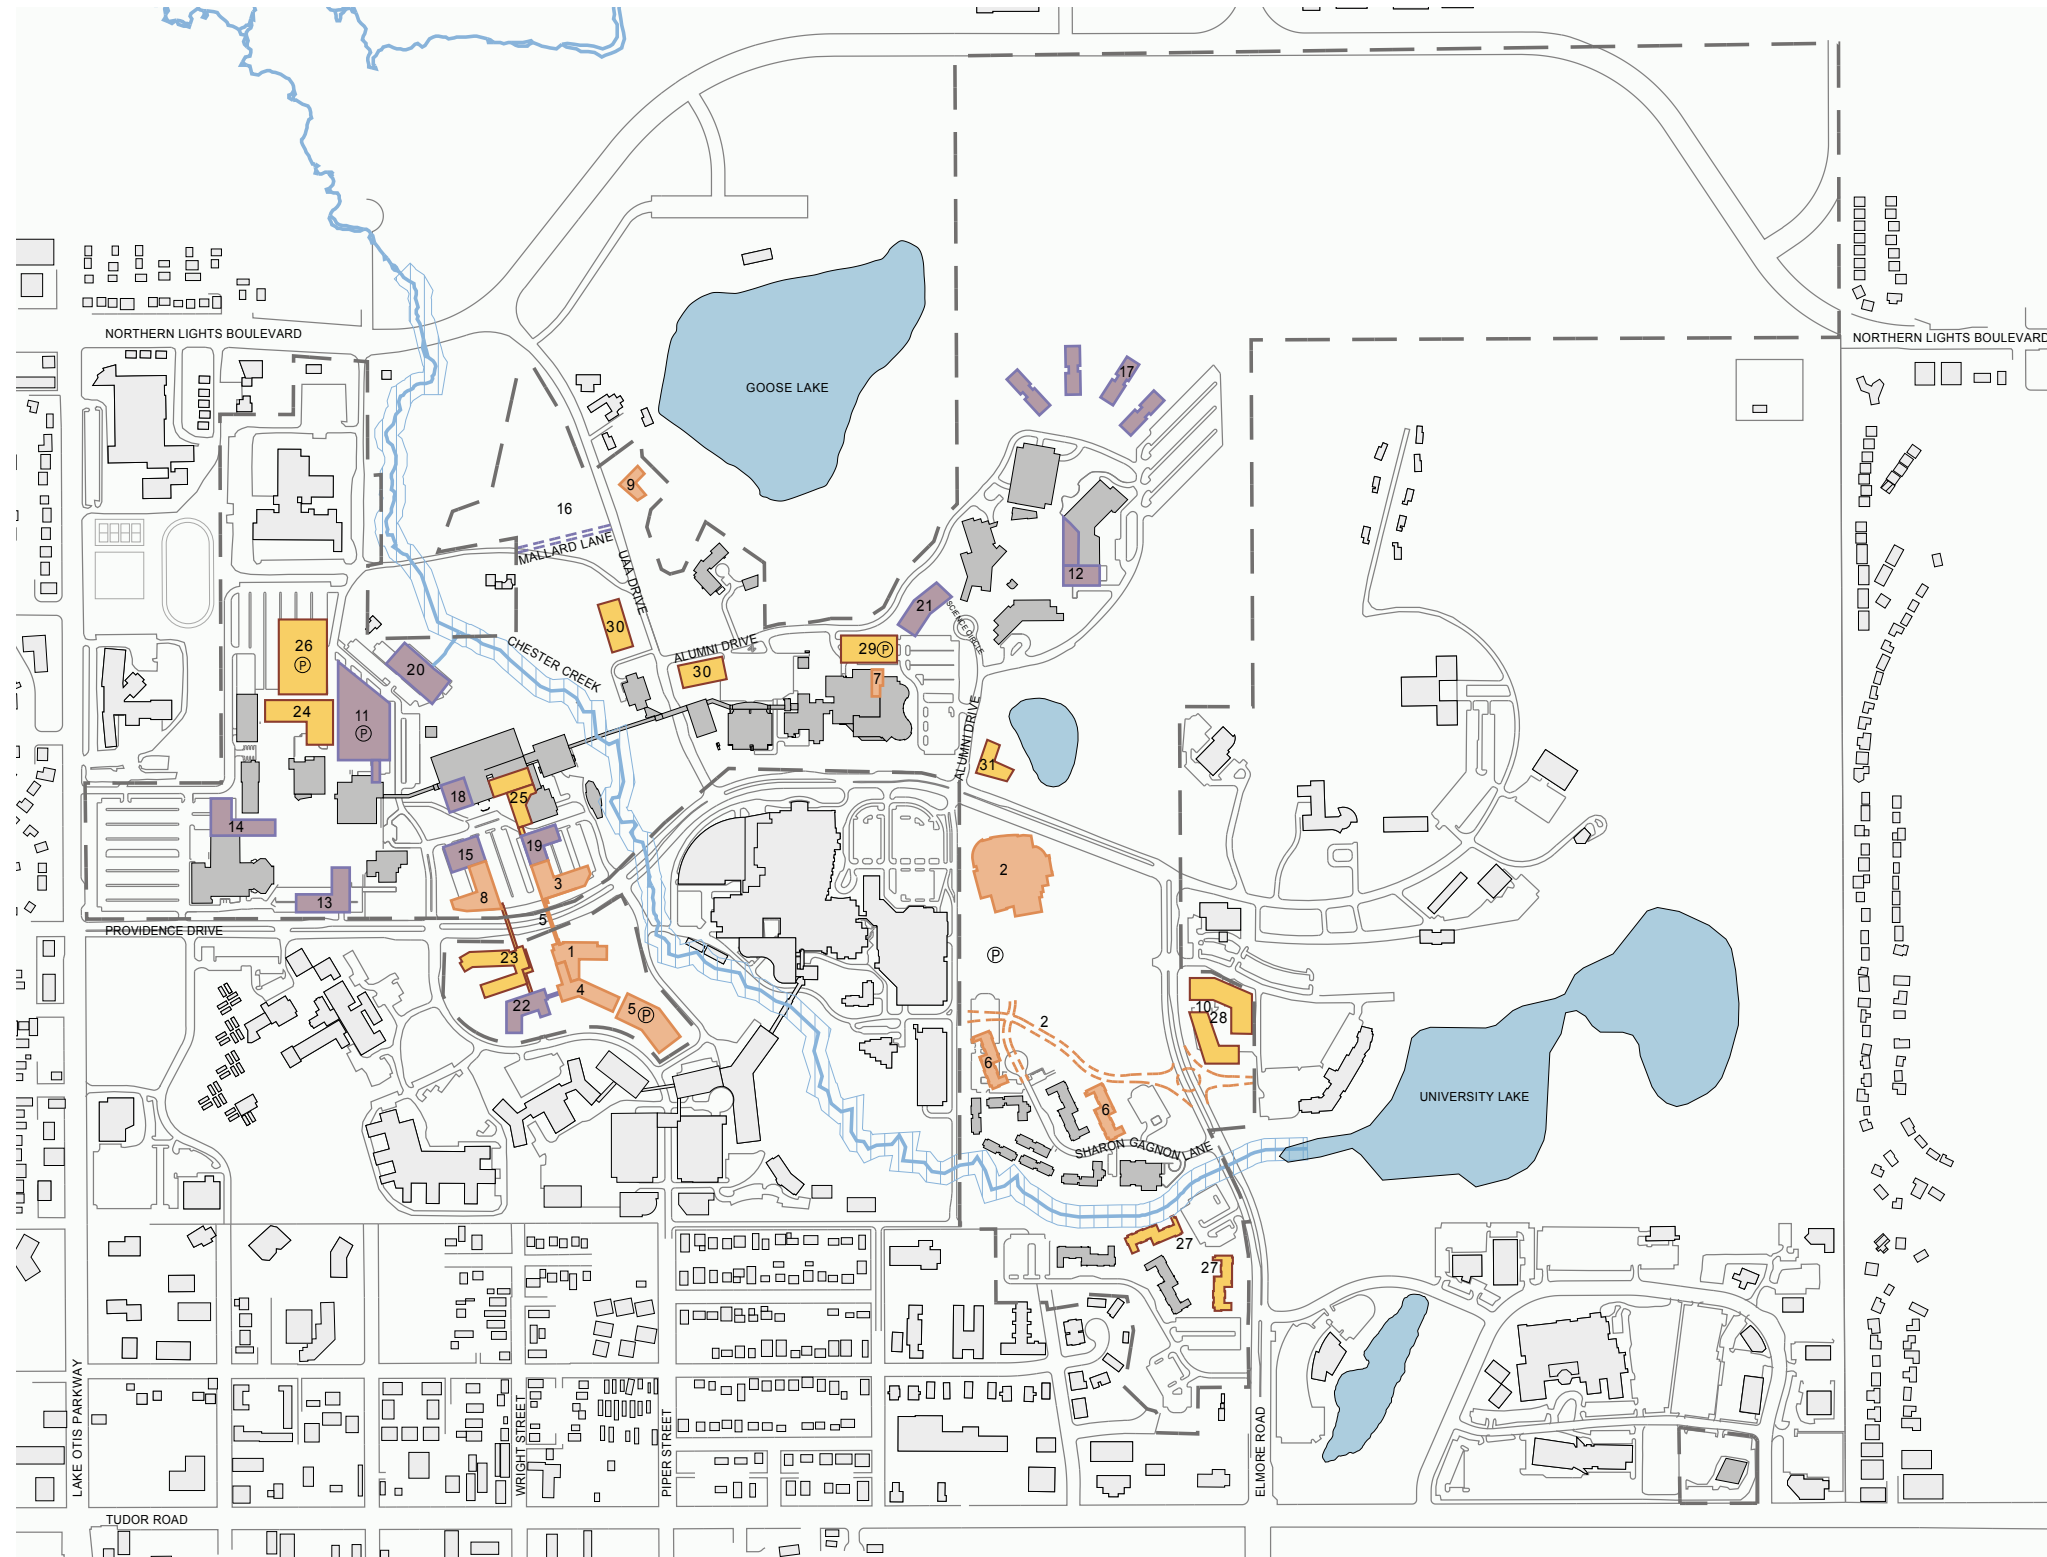 NORTHERN LIGHTS BOULEVARD
NORTHERN LIGHTS BOULEVARD
17
GOOSE LAKE
9
16
MALLARD LANE
12
UAA DRIVE
21
SCIENCE CIRCLE
30
26
P
CHESTER CREEK
ALUMNI DRIVE
29 P
20
30
7
24
11
P
ALUMNI DRIVE
31
18
25
14
19
15
2
3
8
13
5
PROVIDENCE DRIVE
1
23
P
4
22
5 P
10
28
2
6
UNIVERSITY LAKE
6
SHARON GAGNON LANE
27
27
LAKE OTIS PARKWAY
WRIGHT STREET
PIPER STREET
ELMORE ROAD
TUDOR ROAD